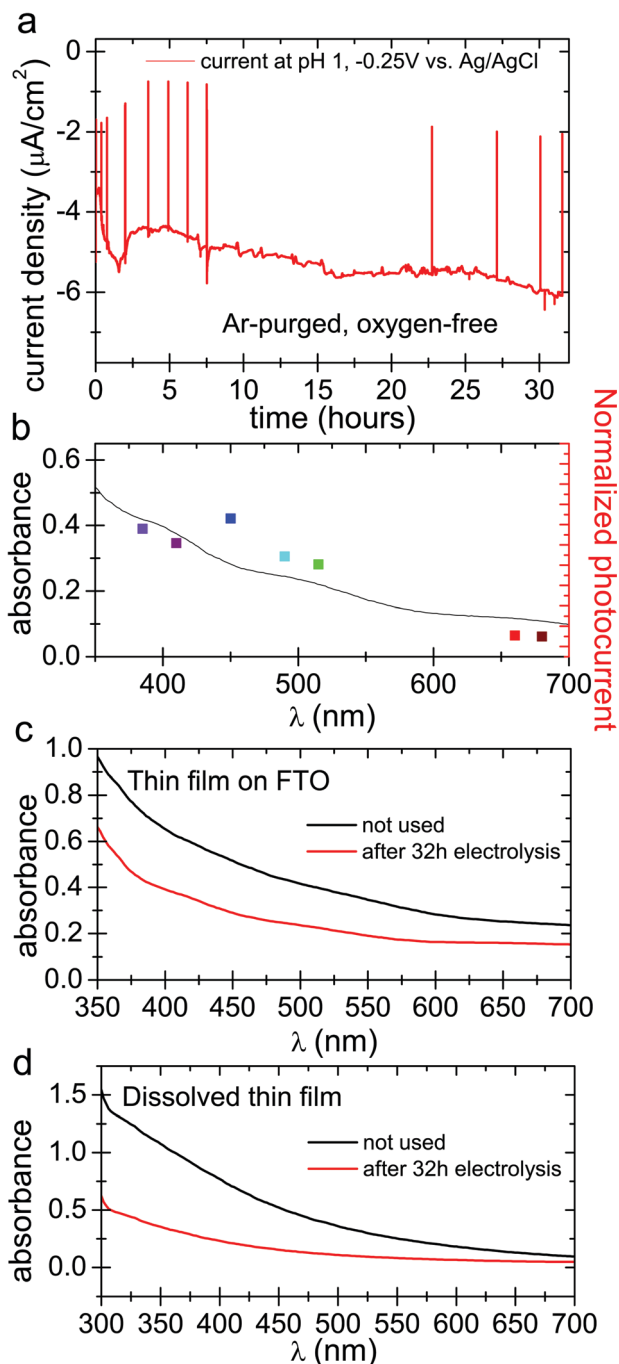 a
0
-2
-4
-6
current density (μA/cm²)
current at pH 1, -0.25V vs. Ag/AgCl
Ar-purged, oxygen-free
0 5 10 15 20 25 30
time (hours)
b
0.6
0.4
0.2
0.0
absorbance
Normalized photocurrent
400 500 600 700
λ (nm)
c
1.0
0.8
0.6
0.4
0.2
0.0
absorbance
Thin film on FTO
not used
after 32h electrolysis
350 400 450 500 550 600 650 700
λ (nm)
d
1.5
1.0
0.5
0.0
absorbance
Dissolved thin film
not used
after 32h electrolysis
300 350 400 450 500 550 600 650 700
λ (nm)